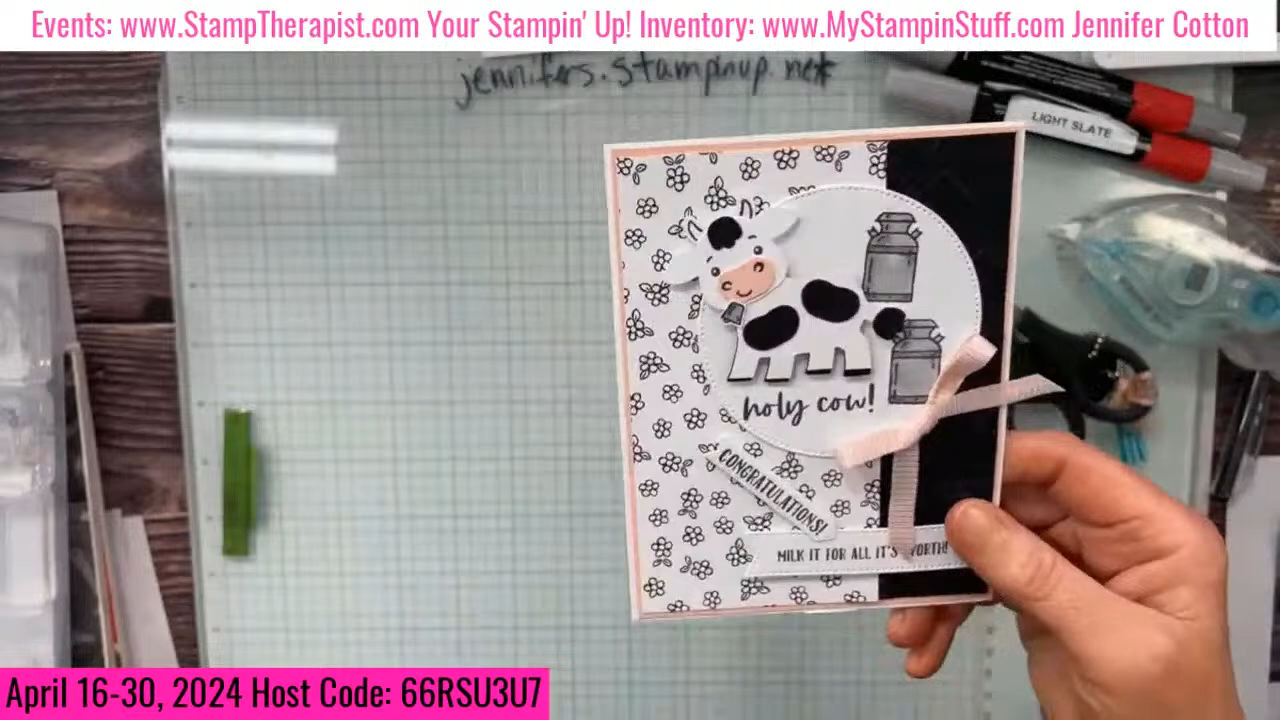 Events: www.StampTherapist.com Your Stampin' Up! Inventory: www.MyStampinStuff.com Jennifer Cotton
jennifers.stampinup.net
LIGHT SLATE
holy cow!
CONGRATULATIONS!
MILK IT FOR ALL IT'S WORTH!
April 16-30, 2024 Host Code: 66RSU3U7